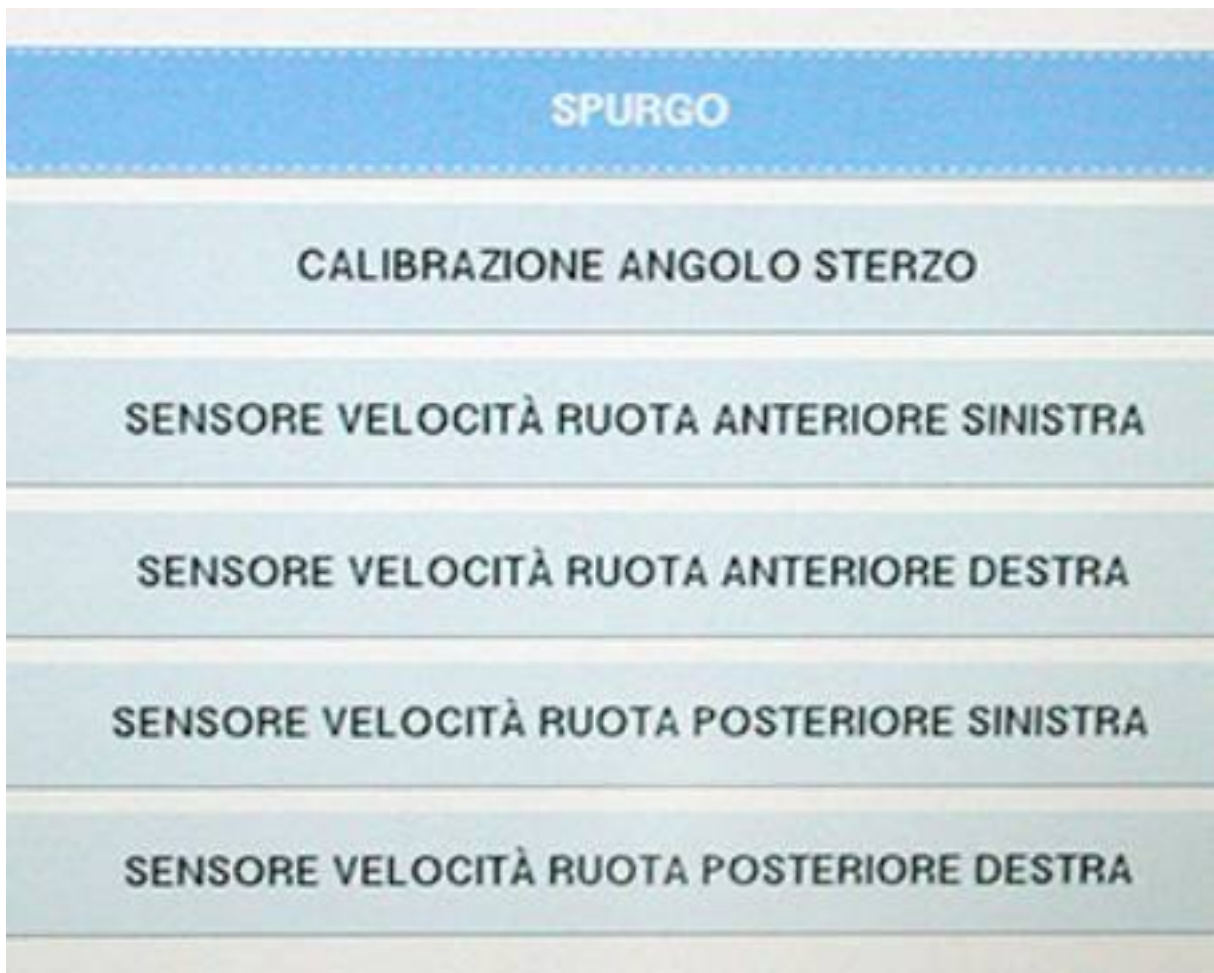 SPURGO
CALIBRAZIONE ANGOLO STERZO
SENSORE VELOCITÀ RUOTA ANTERIORE SINISTRA
SENSORE VELOCITÀ RUOTA ANTERIORE DESTRA
SENSORE VELOCITÀ RUOTA POSTERIORE SINISTRA
SENSORE VELOCITÀ RUOTA POSTERIORE DESTRA